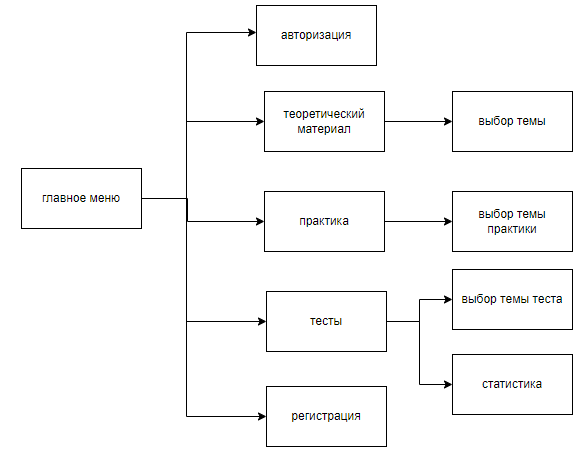 авторизация
теоретический
материал
выбор темы
главное меню
практика
выбор темы
практики
тесты
выбор темы теста
статистика
регистрация